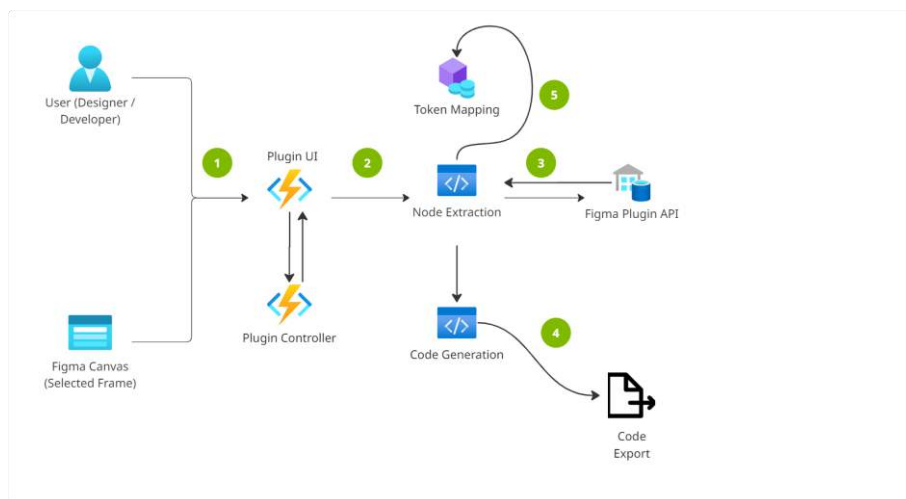 User (Designer /
Developer)
1
Plugin UI
2
Token Mapping
5
3
Node Extraction
Figma Plugin API
Plugin Controller
Figma Canvas
(Selected Frame)
Code Generation
4
Code
Export